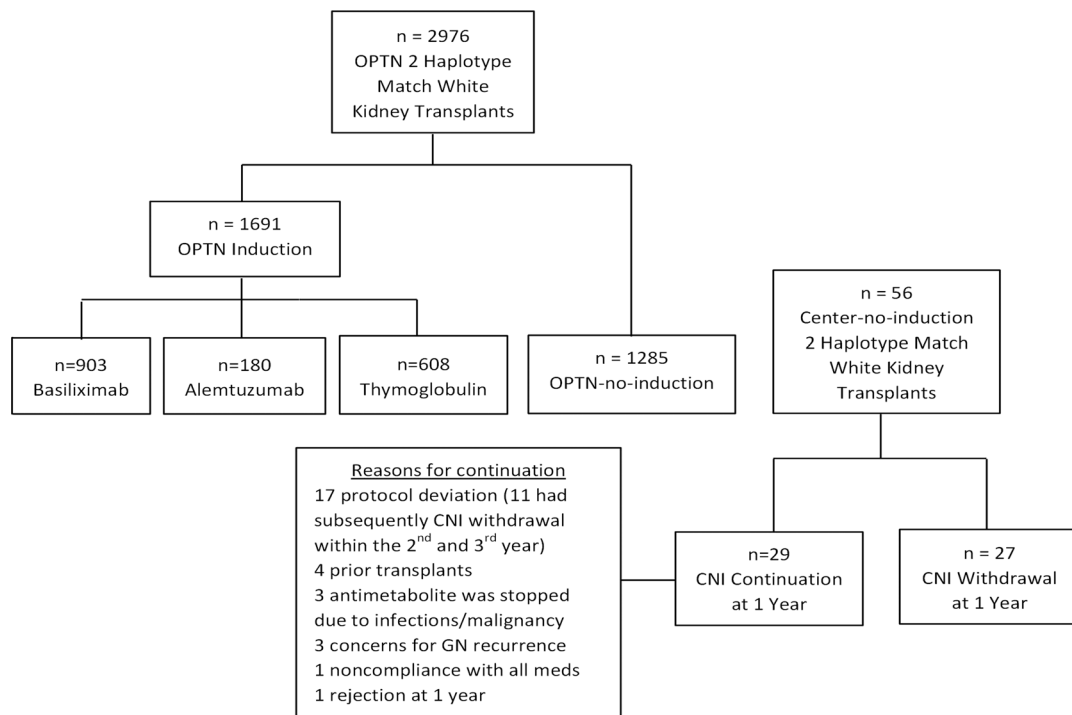 n = 2976
OPTN 2 Haplotype
Match White
Kidney Transplants
n = 1691
OPTN Induction
n=903
Basiliximab
n=180
Alemtuzumab
n=608
Thymoglobulin
n = 1285
OPTN-no-induction
n = 56
Center-no-induction
2 Haplotype Match
White Kidney
Transplants
Reasons for continuation
17 protocol deviation (11 had
subsequently CNI withdrawal
within the 2nd and 3rd year)
4 prior transplants
3 antimetabolite was stopped
due to infections/malignancy
3 concerns for GN recurrence
1 noncompliance with all meds
1 rejection at 1 year
n=29
CNI Continuation
at 1 Year
n = 27
CNI Withdrawal
at 1 Year